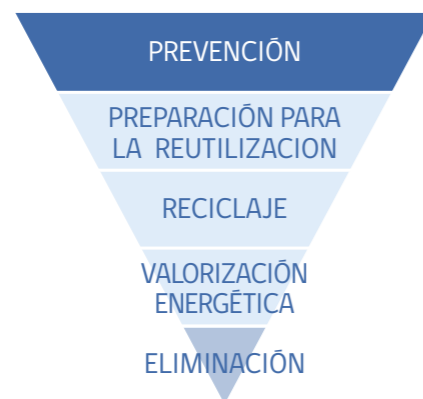 PREVENCIÓN
PREPARACIÓN PARA
LA REUTILIZACION
RECICLAJE
VALORIZACIÓN
ENERGÉTICA
ELIMINACIÓN